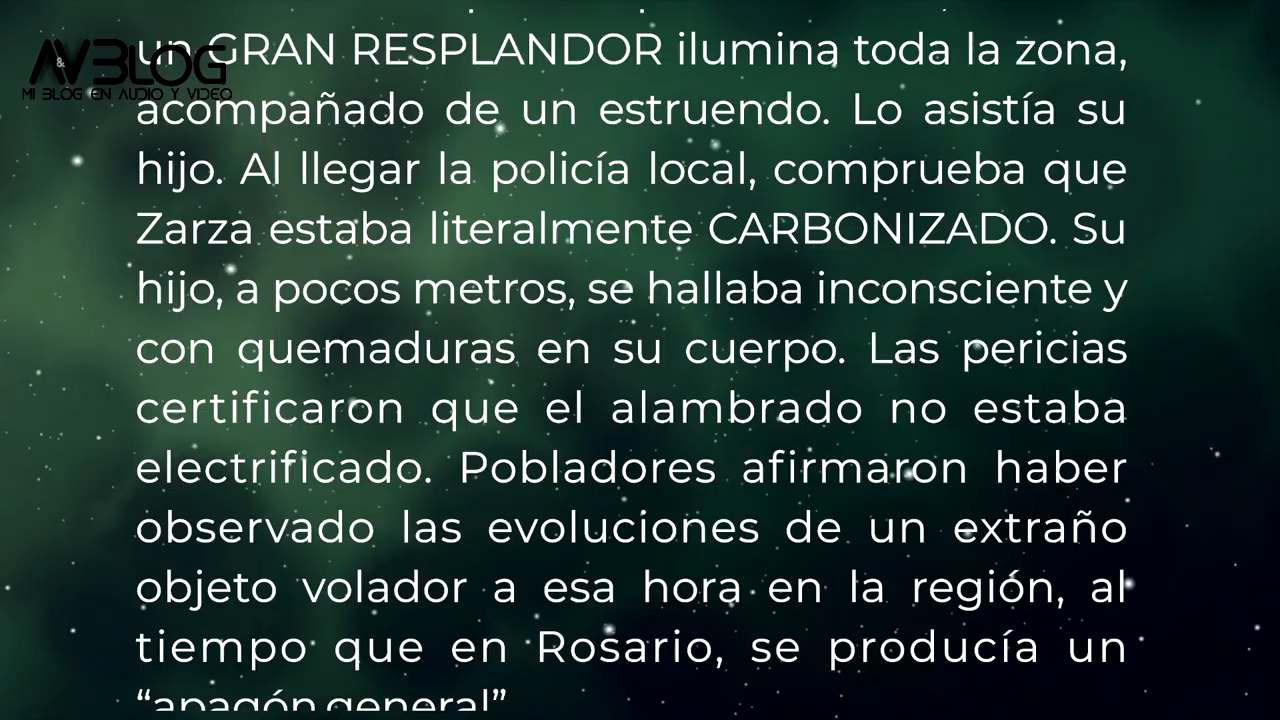 AV&BLOG
MI BLOG EN AUDIO Y VIDEO
un GRAN RESPLANDOR ilumina toda la zona,
acompañado de un estruendo. Lo asistía su
hijo. Al llegar la policía local, comprueba que
Zarza estaba literalmente CARBONIZADO. Su
hijo, a pocos metros, se hallaba inconsciente y
con quemaduras en su cuerpo. Las pericias
certificaron que el alambrado no estaba
electrificado. Pobladores afirmaron haber
observado las evoluciones de un extraño
objeto volador a esa hora en la región, al
tiempo que en Rosario, se producía un
“apagón general”